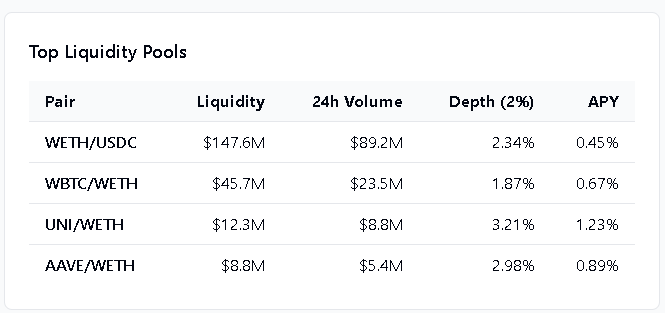 Top Liquidity Pools
Pair Liquidity 24h Volume Depth (2%) APY
WETH/USDC $147.6M $89.2M 2.34% 0.45%
WBTC/WETH $45.7M $23.5M 1.87% 0.67%
UNI/WETH $12.3M $8.8M 3.21% 1.23%
AAVE/WETH $8.8M $5.4M 2.98% 0.89%